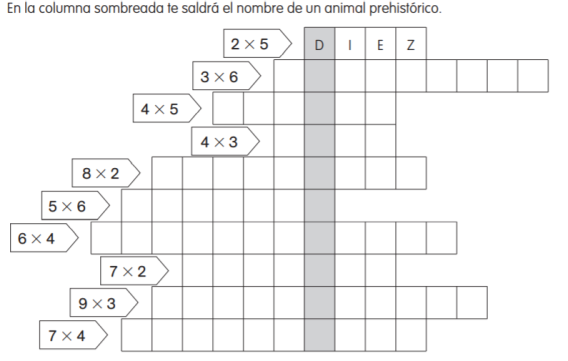 En la columna sombreada te saldrá el nombre de un animal prehistórico.
2 × 5 D I E Z
3 × 6
4 × 5
4 × 3
8 × 2
5 × 6
6 × 4
7 × 2
9 × 3
7 × 4